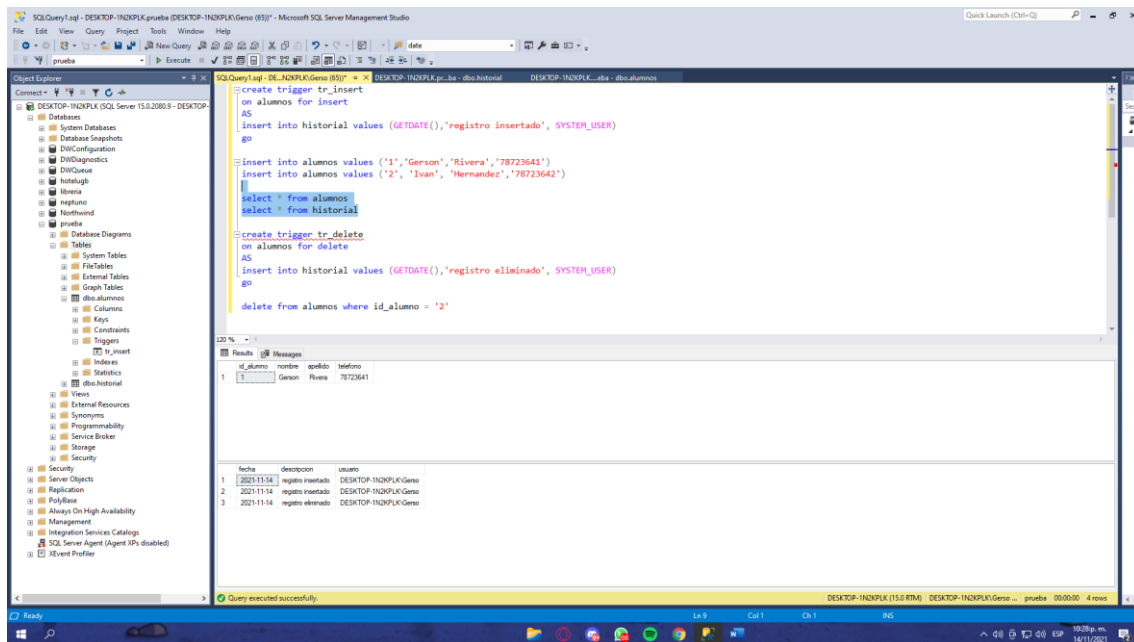 SQLQuery1.sql - DESKTOP-1N2KPLK.prueba (DESKTOP-1N2KPLK\Gerso (65))* - Microsoft SQL Server Management Studio
Quick Launch (Ctrl+Q)
File Edit View Query Project Tools Window Help
New Query
date
prueba
Execute
Object Explorer
SQLQuery1.sql - DE...N2KPLK\Gerso (65))*
DESKTOP-1N2KPLK.pr...ba - dbo.historial
DESKTOP-1N2KPLK....eba - dbo.alumnos
Connect
DESKTOP-1N2KPLK (SQL Server 15.0.2080.9 - DESKTOP-
Databases
System Databases
Database Snapshots
DWConfiguration
DWDiagnostics
DWQueue
hotelugb
libreria
neptuno
Northwind
prueba
Database Diagrams
Tables
System Tables
FileTables
External Tables
Graph Tables
dbo.alumnos
Columns
Keys
Constraints
Triggers
tr_insert
Indexes
Statistics
dbo.historial
Views
External Resources
Synonyms
Programmability
Service Broker
Storage
Security
Security
Server Objects
Replication
PolyBase
Always On High Availability
Management
Integration Services Catalogs
SQL Server Agent (Agent XPs disabled)
XEvent Profiler
create trigger tr_insert
on alumnos for insert
AS
insert into historial values (GETDATE(),'registro insertado', SYSTEM_USER)
go
insert into alumnos values ('1','Gerson','Rivera','78723641')
insert into alumnos values ('2', 'Ivan', 'Hernandez','78723642')
select * from alumnos
select * from historial
create trigger tr_delete
on alumnos for delete
AS
insert into historial values (GETDATE(),'registro eliminado', SYSTEM_USER)
go
delete from alumnos where id_alumno = '2'
120 %
Results Messages
id_alumno nombre apellido telefono
1 1 Gerson Rivera 78723641
fecha descripcion usuario
1 2021-11-14 registro insertado DESKTOP-1N2KPLK\Gerso
2 2021-11-14 registro insertado DESKTOP-1N2KPLK\Gerso
3 2021-11-14 registro eliminado DESKTOP-1N2KPLK\Gerso
Query executed successfully.
DESKTOP-1N2KPLK (15.0 RTM) DESKTOP-1N2KPLK\Gerso ... prueba 00:00:00 4 rows
Ready
Ln 9 Col 1 Ch 1 INS
ESP
10:28 p. m.
14/11/2021